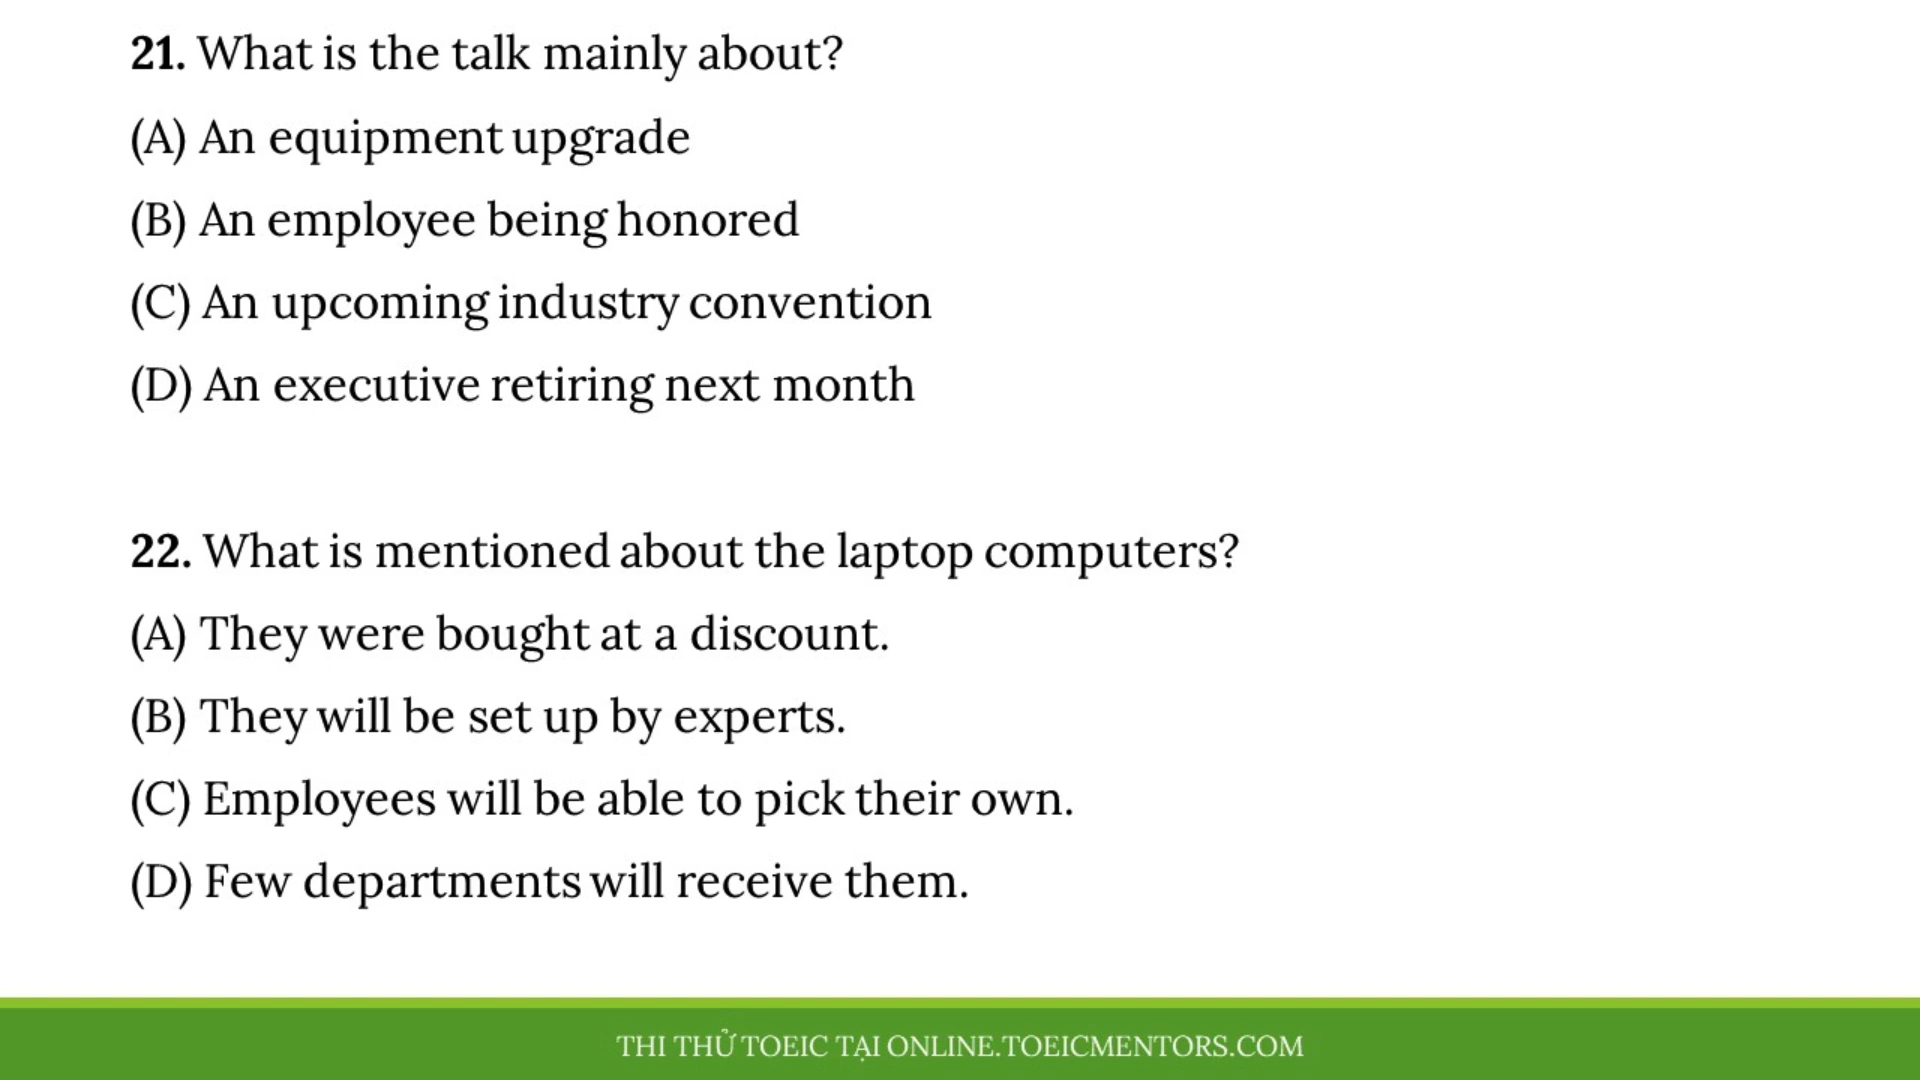 21. What is the talk mainly about?
(A) An equipment upgrade
(B) An employee being honored
(C) An upcoming industry convention
(D) An executive retiring next month
22. What is mentioned about the laptop computers?
(A) They were bought at a discount.
(B) They will be set up by experts.
(C) Employees will be able to pick their own.
(D) Few departments will receive them.
THI THỬ TOEIC TẠI ONLINE.TOEICMENTORS.COM